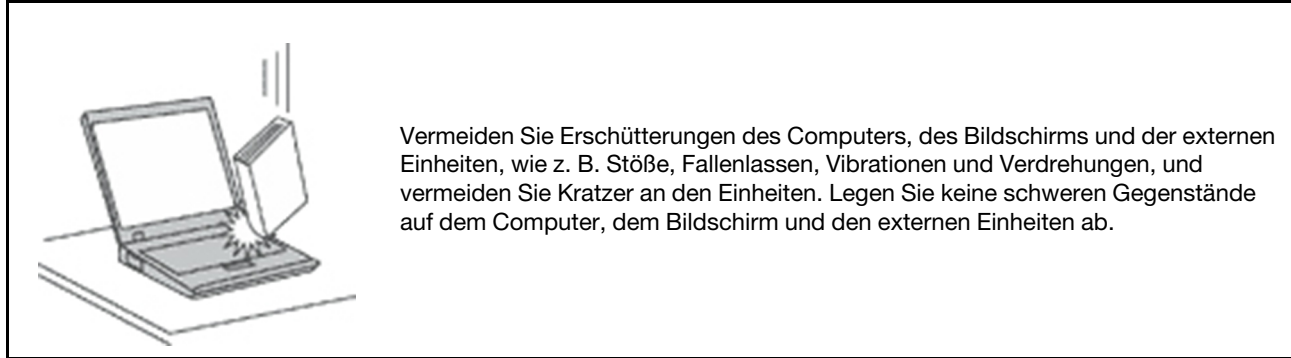 Vermeiden Sie Erschütterungen des Computers, des Bildschirms und der externen
Einheiten, wie z. B. Stöße, Fallenlassen, Vibrationen und Verdrehungen, und
vermeiden Sie Kratzer an den Einheiten. Legen Sie keine schweren Gegenstände
auf dem Computer, dem Bildschirm und den externen Einheiten ab.